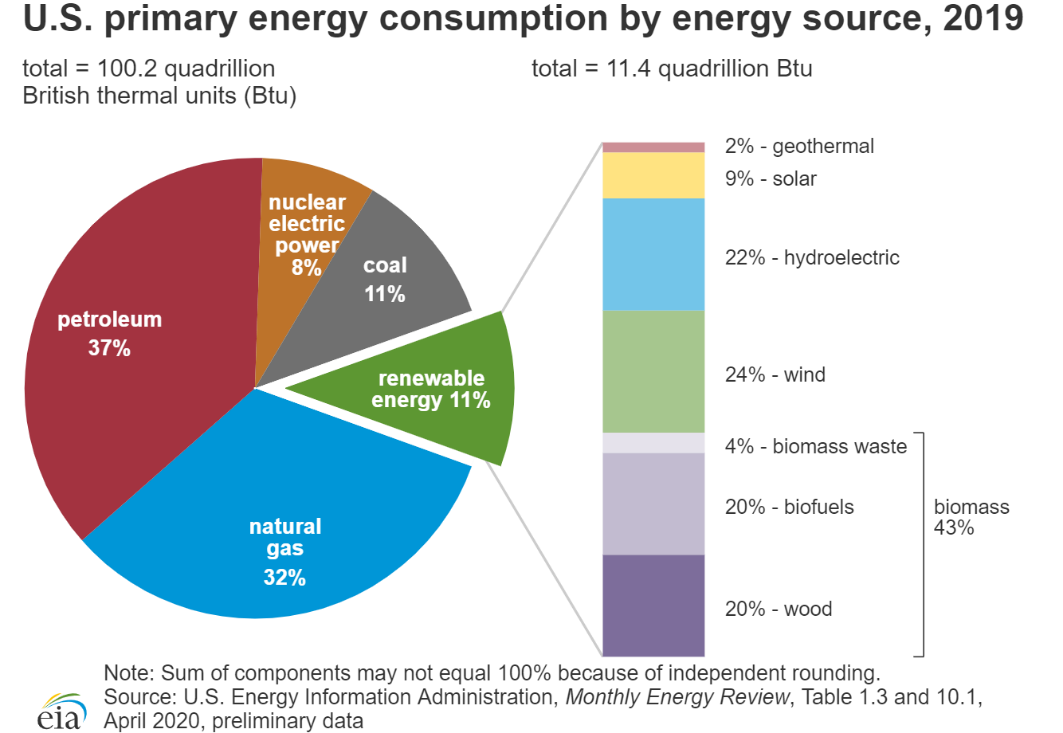 U.S. primary energy consumption by energy source, 2019
total = 100.2 quadrillion
British thermal units (Btu)
total = 11.4 quadrillion Btu
nuclear
electric
power
8%
coal
11%
petroleum
37%
renewable
energy 11%
natural
gas
32%
2% - geothermal
9% - solar
22% - hydroelectric
24% - wind
4% - biomass waste
20% - biofuels
20% - wood
biomass
43%
Note: Sum of components may not equal 100% because of independent rounding.
Source: U.S. Energy Information Administration, Monthly Energy Review, Table 1.3 and 10.1,
April 2020, preliminary data
eia